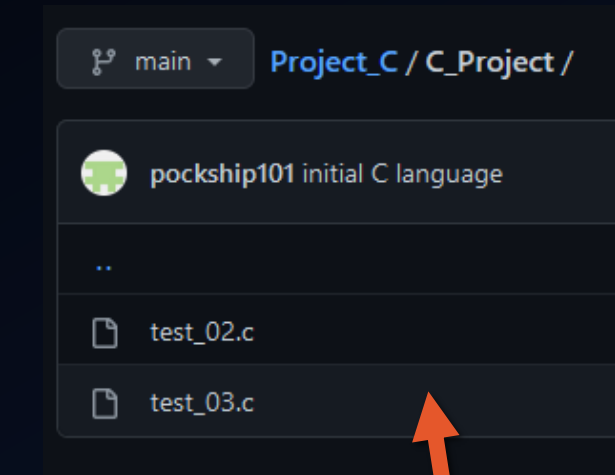 main Project_C / C_Project /
pockship101 initial C language
..
test_02.c
test_03.c